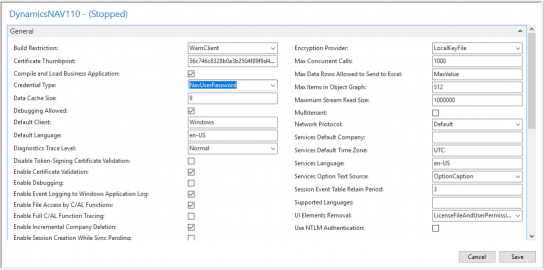 DynamicsNAV110 - (Stopped)
General
Build Restriction: WarnClient
Certificate Thumbprint:
Compile and Load Business Application:
Credential Type: NavUserPassword
Data Cache Size: 9
Debugging Allowed:
Default Client: Windows
Default Language: en-US
Diagnostics Trace Level: Normal
Disable Token-Signing Certificate Validation:
Enable Certificate Validation:
Enable Debugging:
Enable Event Logging to Windows Application Log:
Enable File Access by C/AL Functions:
Enable Full C/AL Function Tracing:
Enable Incremental Company Deletion:
Enable Session Creation While Sync Pending:
Encryption Provider: LocalKeyFile
Max Concurrent Calls: 1000
Max Data Rows Allowed to Send to Excel: MaxValue
Max Items in Object Graph: 512
Maximum Stream Read Size: 1000000
Multitenant:
Network Protocol: Default
Services Default Company:
Services Default Time Zone: UTC
Services Language: en-US
Services Option Text Source: OptionCaption
Session Event Table Retain Period: 3
Supported Languages:
UI Elements Removal: LicenseFileAndUserPermissi...
Use NTLM Authentication:
Cancel Save